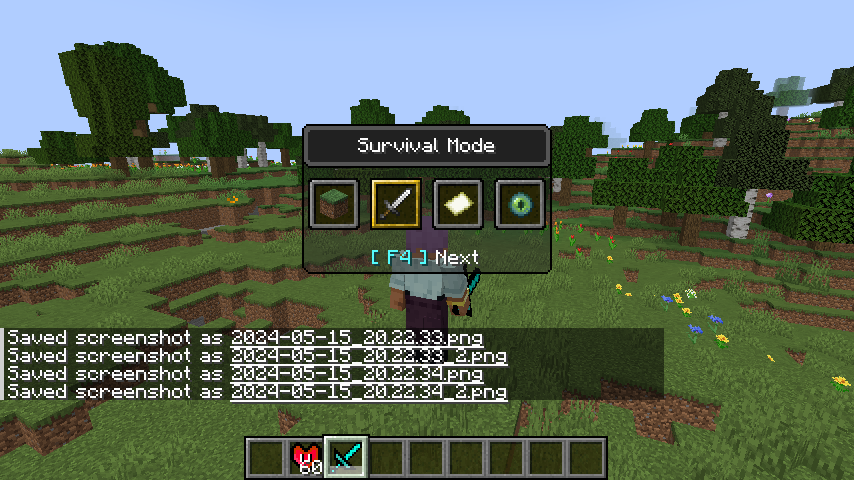 Survival Mode
[ F4 ] Next
Saved screenshot as 2024-05-15_20.22.33.png
Saved screenshot as 2024-05-15_20.22.33_2.png
Saved screenshot as 2024-05-15_20.22.34.png
Saved screenshot as 2024-05-15_20.22.34_2.png
60